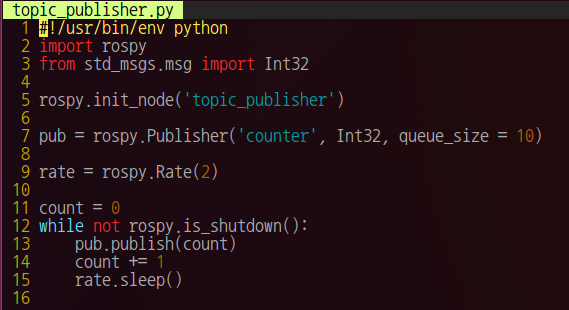 topic_publisher.py
1 #!/usr/bin/env python
2 import rospy
3 from std_msgs.msg import Int32
4
5 rospy.init_node('topic_publisher')
6
7 pub = rospy.Publisher('counter', Int32, queue_size = 10)
8
9 rate = rospy.Rate(2)
10
11 count = 0
12 while not rospy.is_shutdown():
13     pub.publish(count)
14     count += 1
15     rate.sleep()
16